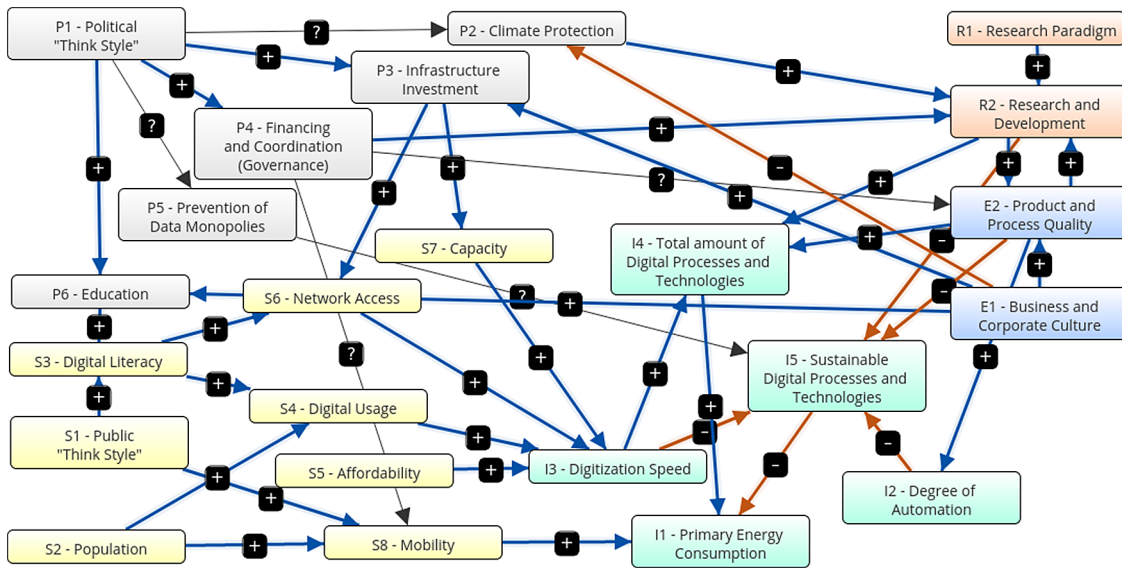 P1 - Political
"Think Style"
?
P2 - Climate Protection
R1 - Research Paradigm
+
P3 - Infrastructure
Investment
+
+
+
R2 - Research and
Development
P4 - Financing
and Coordination
(Governance)
?
+
+
+
–
+
+
+
+
?
+
P5 - Prevention of
Data Monopolies
E2 - Product and
Process Quality
S7 - Capacity
I4 - Total amount of
Digital Processes and
Technologies
+
–
+
P6 - Education
S6 - Network Access
?
+
–
E1 - Business and
Corporate Culture
+
+
S3 - Digital Literacy
?
+
+
I5 - Sustainable
Digital Processes and
Technologies
+
+
+
+
S4 - Digital Usage
+
S1 - Public
"Think Style"
+
–
–
S5 - Affordability
+
I3 - Digitization Speed
–
+
+
I2 - Degree of
Automation
S2 - Population
+
S8 - Mobility
+
I1 - Primary Energy
Consumption